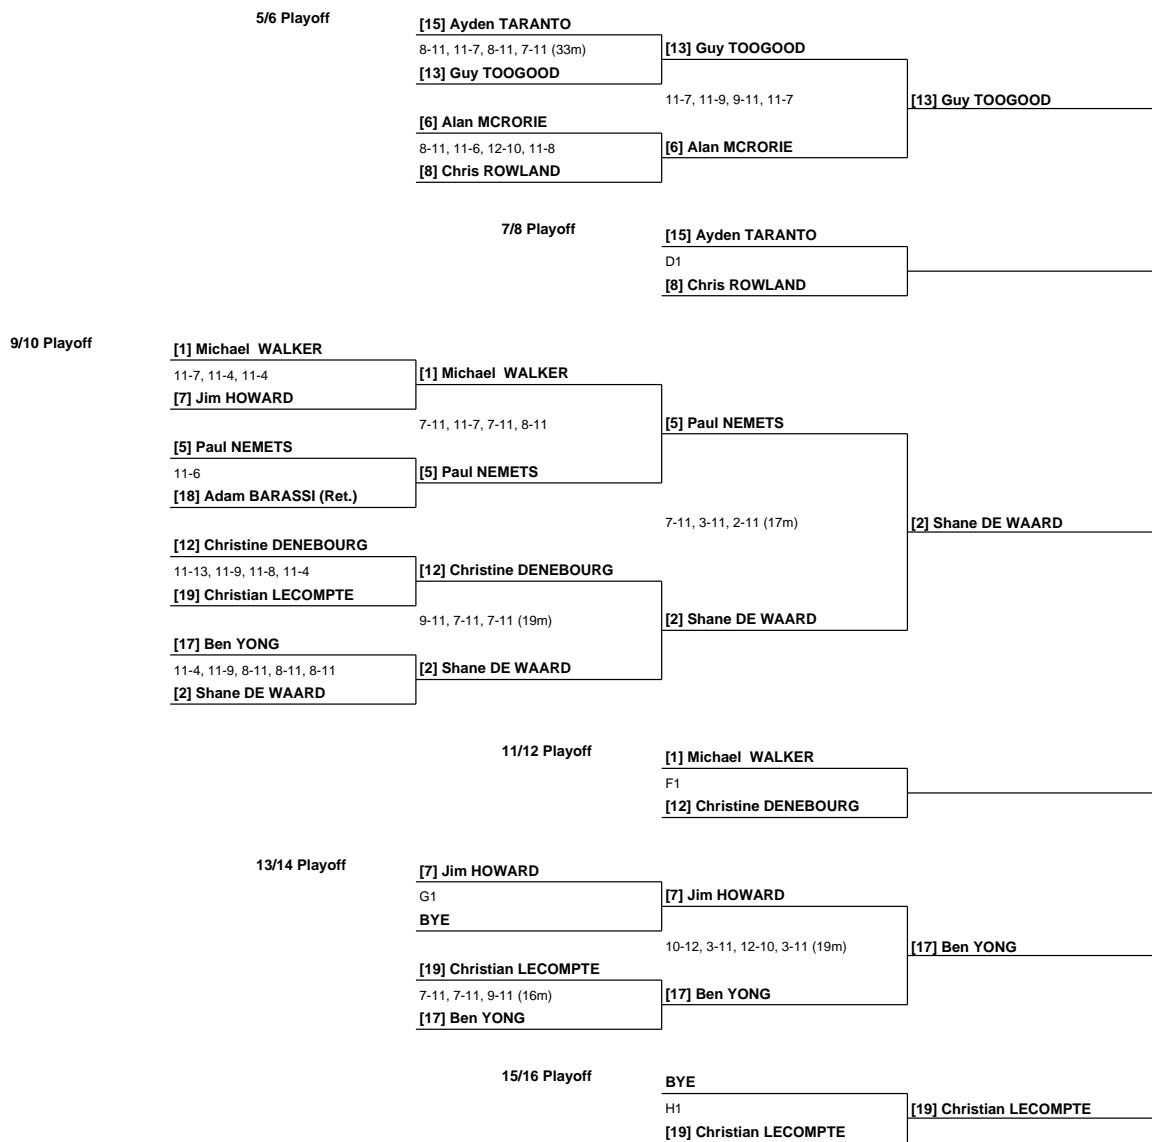 5/6 Playoff
[15] Ayden TARANTO
8-11, 11-7, 8-11, 7-11 (33m)
[13] Guy TOOGOOD
[13] Guy TOOGOOD
11-7, 11-9, 9-11, 11-7
[13] Guy TOOGOOD
[6] Alan MCRORIE
8-11, 11-6, 12-10, 11-8
[6] Alan MCRORIE
[8] Chris ROWLAND
7/8 Playoff
[15] Ayden TARANTO
D1
[8] Chris ROWLAND
9/10 Playoff
[1] Michael  WALKER
11-7, 11-4, 11-4
[1] Michael  WALKER
[7] Jim HOWARD
7-11, 11-7, 7-11, 8-11
[5] Paul NEMETS
[5] Paul NEMETS
11-6
[5] Paul NEMETS
[18] Adam BARASSI (Ret.)
7-11, 3-11, 2-11 (17m)
[2] Shane DE WAARD
[12] Christine DENEBOURG
11-13, 11-9, 11-8, 11-4
[12] Christine DENEBOURG
[19] Christian LECOMPTE
9-11, 7-11, 7-11 (19m)
[2] Shane DE WAARD
[17] Ben YONG
11-4, 11-9, 8-11, 8-11, 8-11
[2] Shane DE WAARD
[2] Shane DE WAARD
11/12 Playoff
[1] Michael  WALKER
F1
[12] Christine DENEBOURG
13/14 Playoff
[7] Jim HOWARD
G1
[7] Jim HOWARD
BYE
10-12, 3-11, 12-10, 3-11 (19m)
[17] Ben YONG
[19] Christian LECOMPTE
7-11, 7-11, 9-11 (16m)
[17] Ben YONG
[17] Ben YONG
15/16 Playoff
BYE
H1
[19] Christian LECOMPTE
[19] Christian LECOMPTE